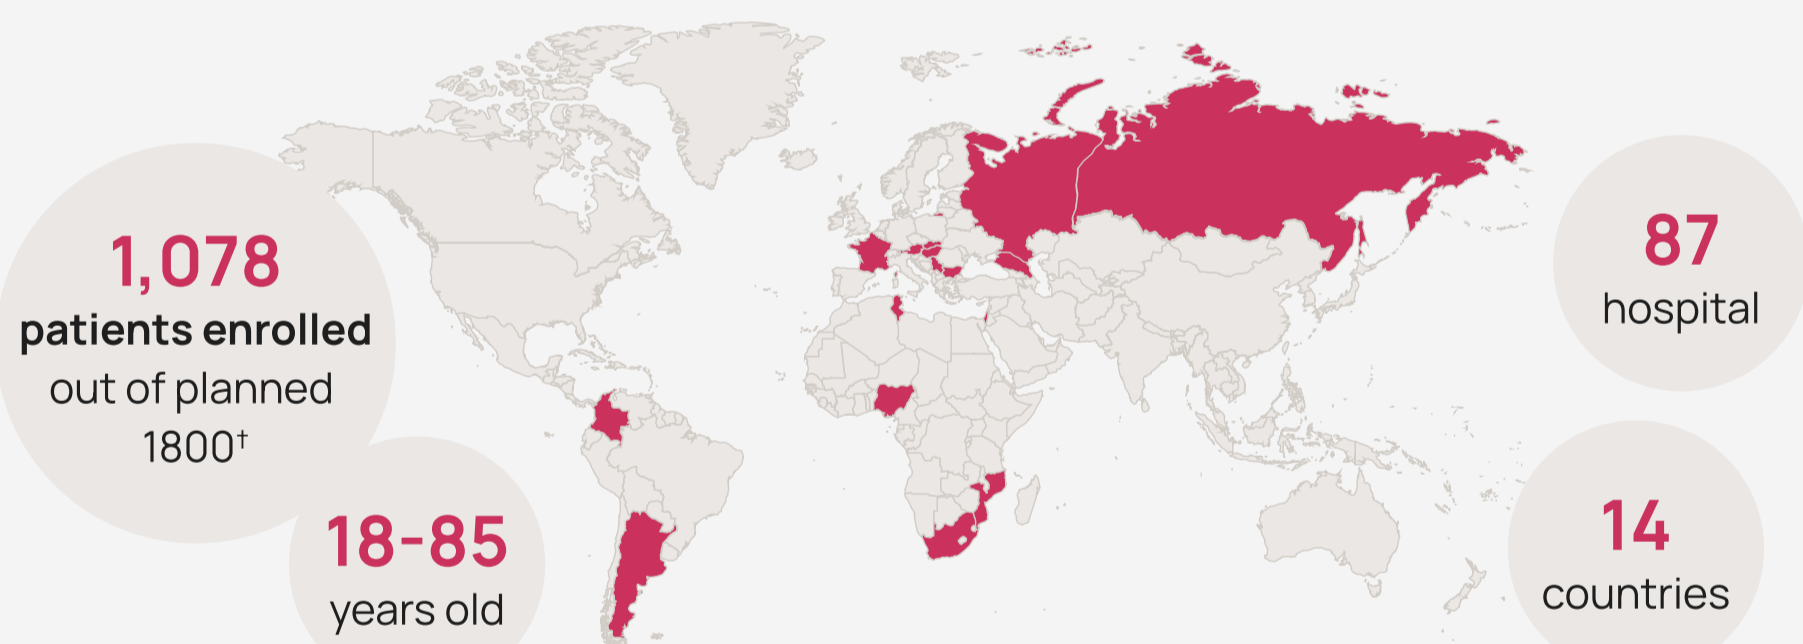 1,078
patients enrolled
out of planned
1800†
18-85
years old
87
hospital
14
countries